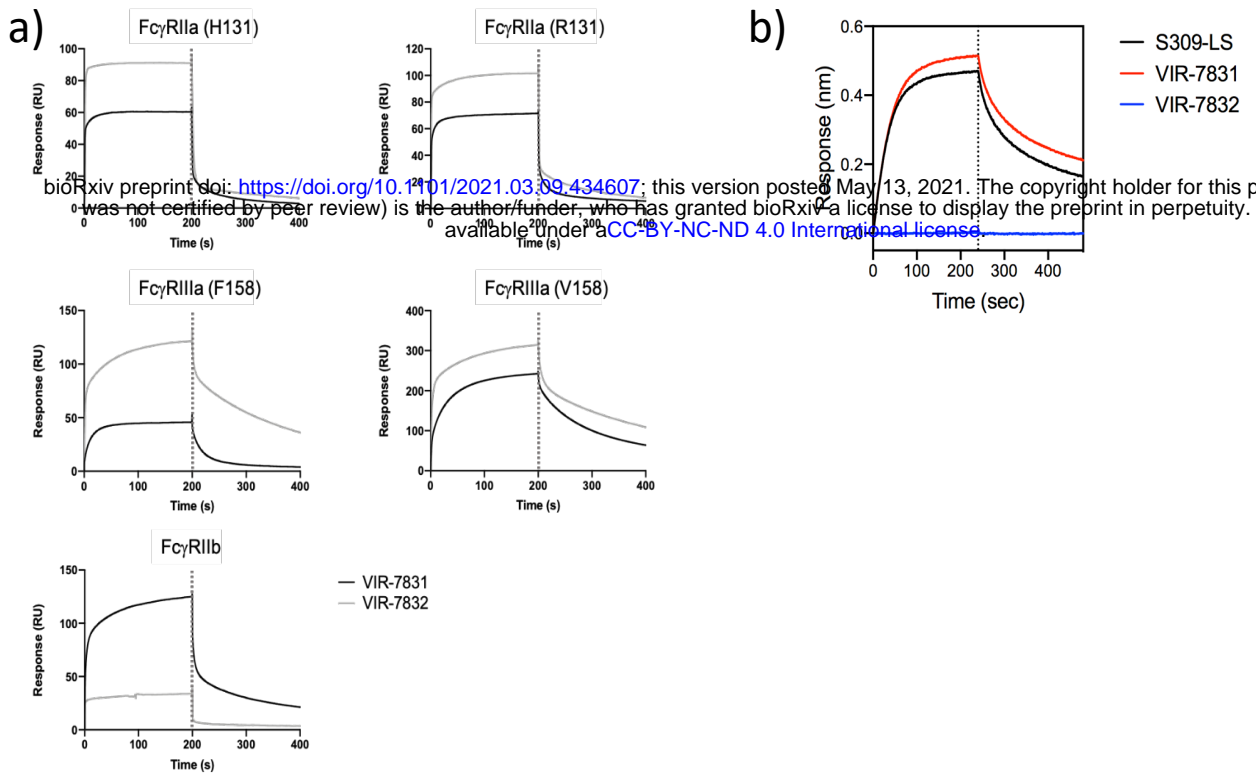 a)
FcγRIIa (H131)
Response (RU)
100
80
60
40
20
0
0 100 200 300 400
Time (s)
FcγRIIa (R131)
Response (RU)
120
100
80
60
40
20
0
0 100 200 300 400
Time (s)
b)
Response (nm)
0.6
0.4
0.2
0.0
0 100 200 300 400
Time (sec)
S309-LS
VIR-7831
VIR-7832
bioRxiv preprint doi: https://doi.org/10.1101/2021.03.09.434607; this version posted May 13, 2021. The copyright holder for this p
was not certified by peer review) is the author/funder, who has granted bioRxiv a license to display the preprint in perpetuity.
available under aCC-BY-NC-ND 4.0 International license.
FcγRIIIa (F158)
Response (RU)
150
100
50
0
0 100 200 300 400
Time (s)
FcγRIIIa (V158)
Response (RU)
400
300
200
100
0
0 100 200 300 400
Time (s)
FcγRIIb
Response (RU)
150
100
50
0
0 100 200 300 400
Time (s)
VIR-7831
VIR-7832